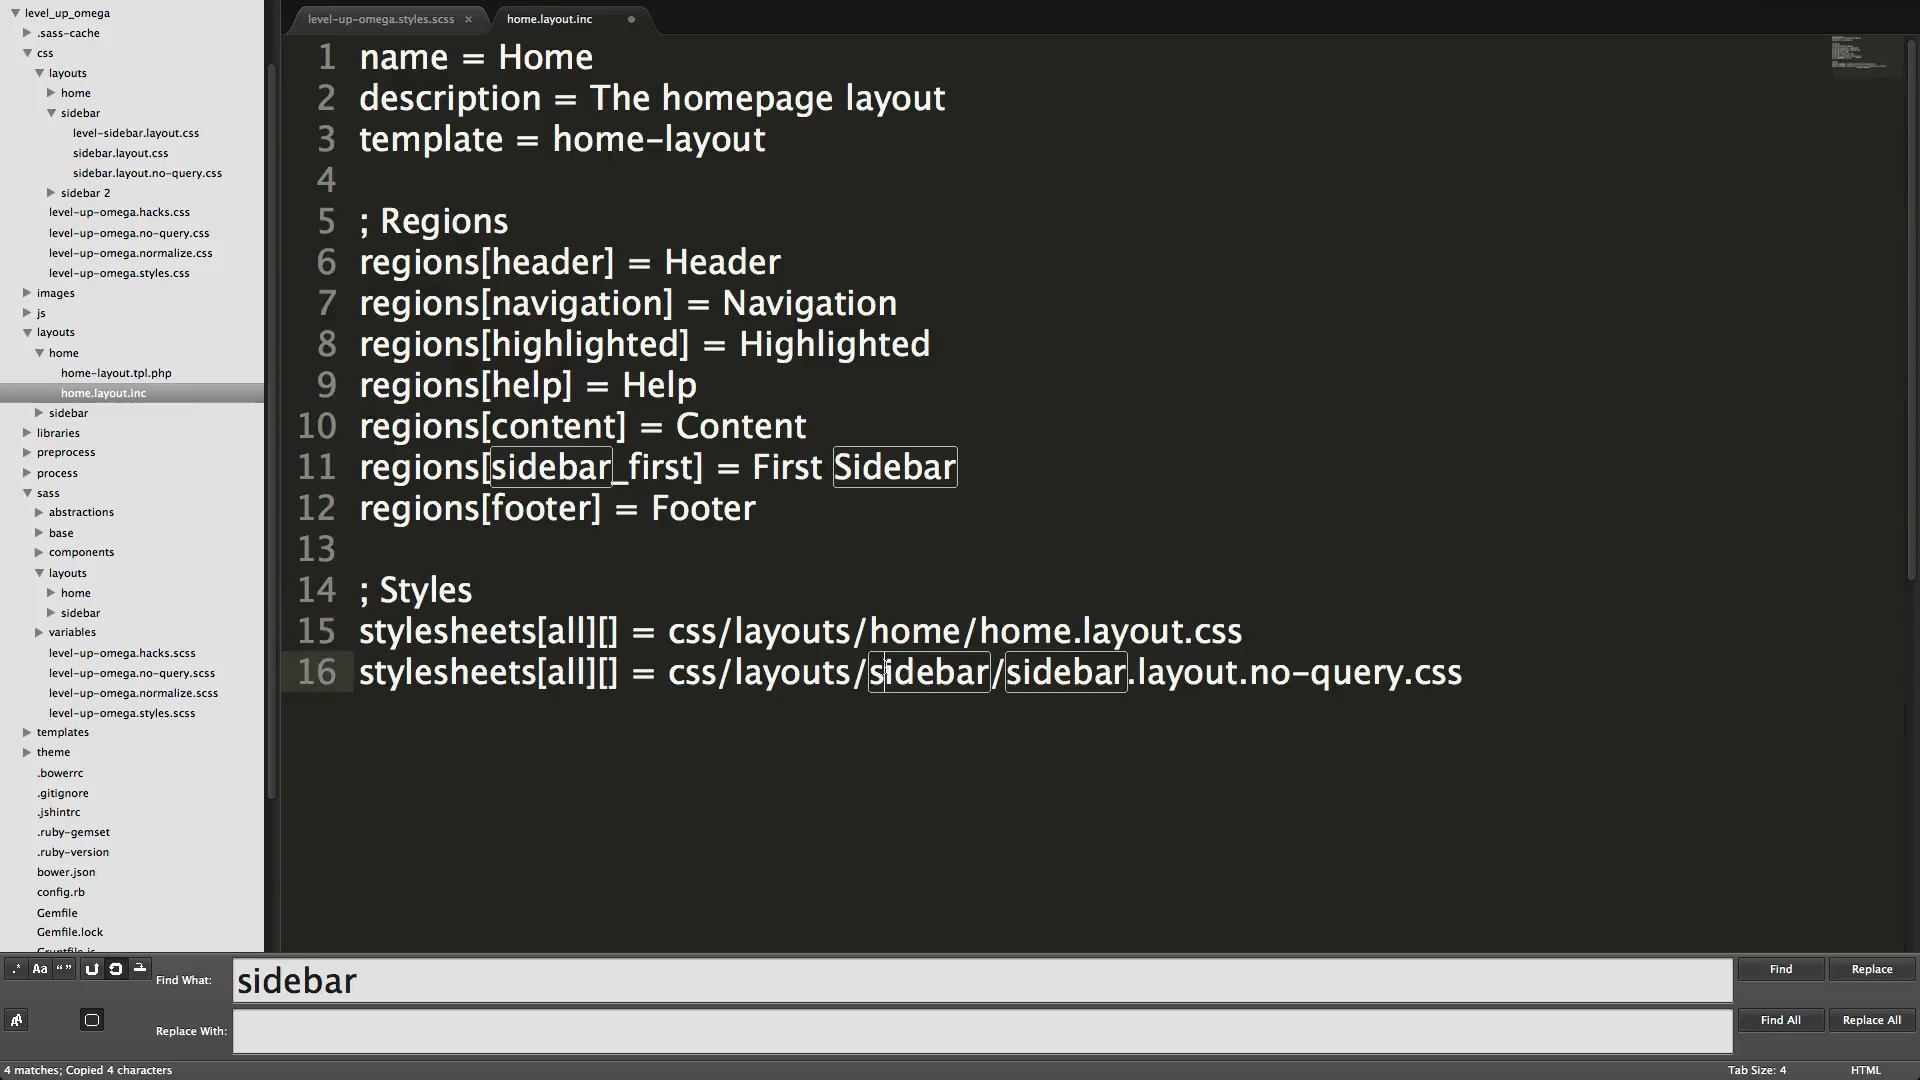 level_up_omega
.sass-cache
css
layouts
home
sidebar
level-sidebar.layout.css
sidebar.layout.css
sidebar.layout.no-query.css
sidebar 2
level-up-omega.hacks.css
level-up-omega.no-query.css
level-up-omega.normalize.css
level-up-omega.styles.css
images
js
layouts
home
home-layout.tpl.php
home.layout.inc
sidebar
libraries
preprocess
process
sass
abstractions
base
components
layouts
home
sidebar
variables
level-up-omega.hacks.scss
level-up-omega.no-query.scss
level-up-omega.normalize.scss
level-up-omega.styles.scss
templates
theme
.bowerrc
.gitignore
.jshintrc
.ruby-gemset
.ruby-version
bower.json
config.rb
Gemfile
Gemfile.lock
Gruntfile.js
level-up-omega.styles.scss × home.layout.inc
1 name = Home
2 description = The homepage layout
3 template = home-layout
4
5 ; Regions
6 regions[header] = Header
7 regions[navigation] = Navigation
8 regions[highlighted] = Highlighted
9 regions[help] = Help
10 regions[content] = Content
11 regions[sidebar_first] = First Sidebar
12 regions[footer] = Footer
13
14 ; Styles
15 stylesheets[all][] = css/layouts/home/home.layout.css
16 stylesheets[all][] = css/layouts/sidebar/sidebar.layout.no-query.css
.* Aa “” Find What: sidebar Find Replace
Replace With: Find All Replace All
4 matches; Copied 4 characters Tab Size: 4 HTML